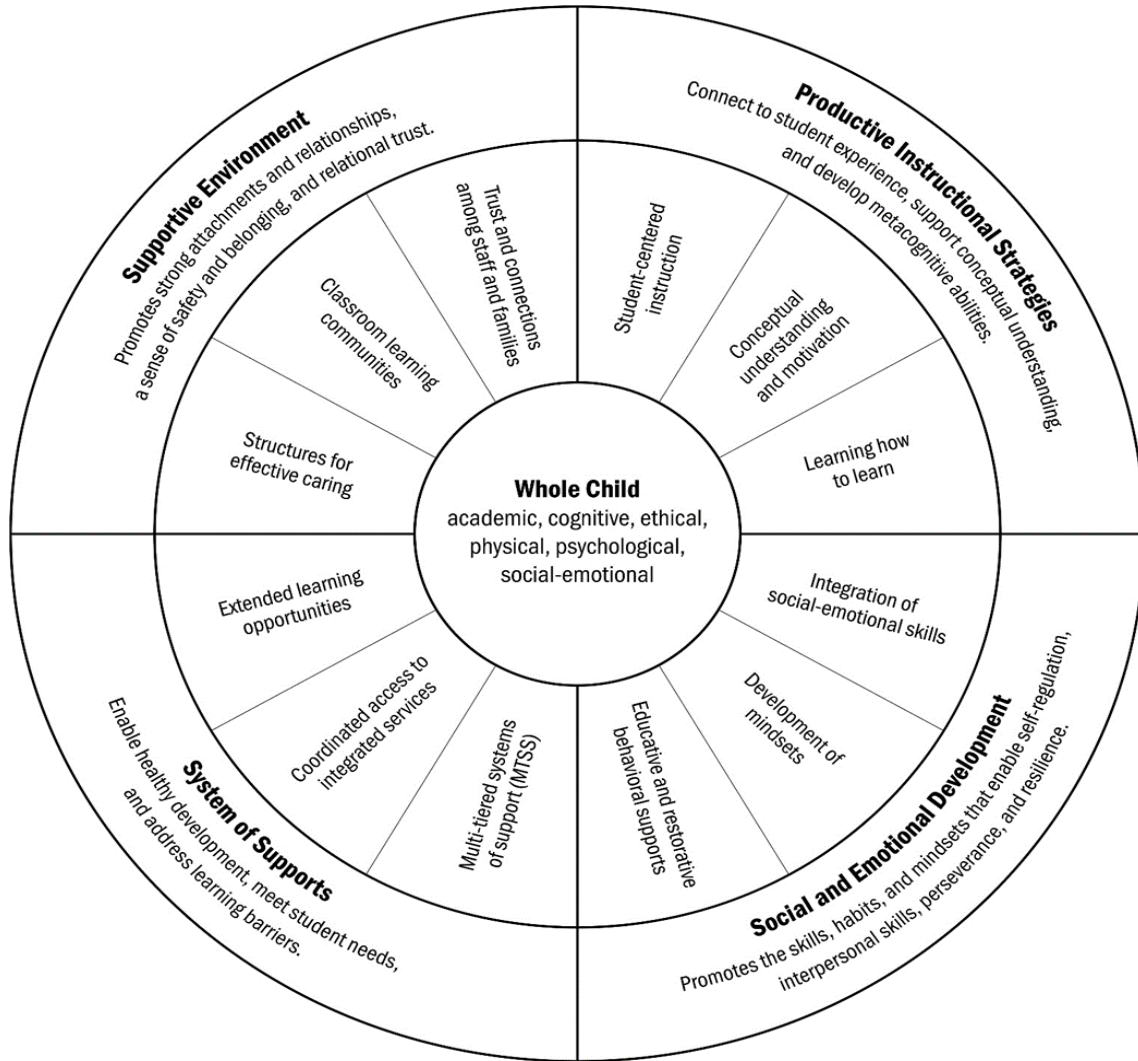 Supportive Environment
Promotes strong attachments and relationships,
a sense of safety and belonging, and relational trust.
Productive Instructional Strategies
Connect to student experience, support conceptual understanding,
and develop metacognitive abilities.
Structures for
effective caring
Classroom learning
communities
Trust and connections
among staff and families
Student-centered
instruction
Conceptual
understanding
and motivation
Learning how
to learn
Whole Child
academic, cognitive, ethical,
physical, psychological,
social-emotional
Extended learning
opportunities
Coordinated access to
integrated services
Multi-tiered systems
of support (MTSS)
Educative and restorative
behavioral supports
Development of
mindsets
Integration of
social-emotional skills
System of Supports
Enable healthy development, meet student needs,
and address learning barriers.
Social and Emotional Development
Promotes the skills, habits, and mindsets that enable self-regulation,
interpersonal skills, perseverance, and resilience.